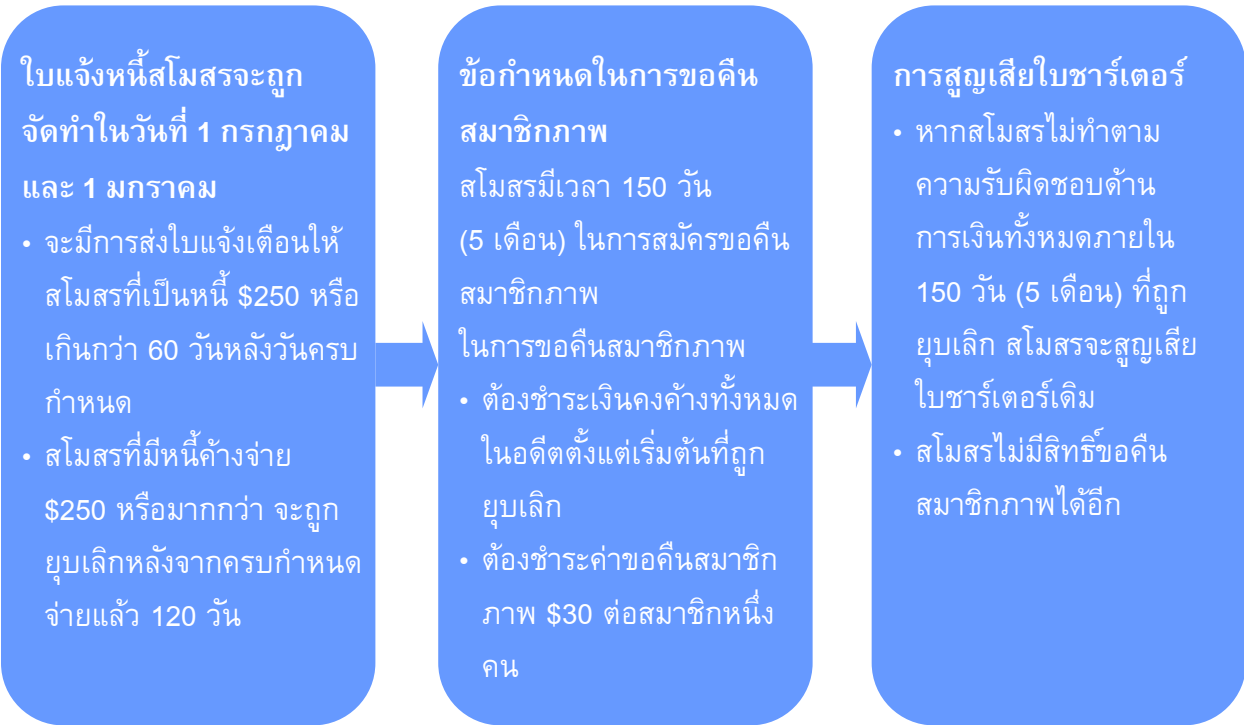 ใบแจ้งหนี้สโมสรจะถูก
จัดทำในวันที่ 1 กรกฎาคม
และ 1 มกราคม
• จะมีการส่งใบแจ้งเตือนให้
สโมสรที่เป็นหนี้ $250 หรือ
เกินกว่า 60 วันหลังวันครบ
กำหนด
• สโมสรที่มีหนี้ค้างจ่าย
$250 หรือมากกว่า จะถูก
ยุบเลิกหลังจากครบกำหนด
จ่ายแล้ว 120 วัน
ข้อกำหนดในการขอคืน
สมาชิกภาพ
สโมสรมีเวลา 150 วัน
(5 เดือน) ในการสมัครขอคืน
สมาชิกภาพ
ในการขอคืนสมาชิกภาพ
• ต้องชำระเงินคงค้างทั้งหมด
ในอดีตตั้งแต่เริ่มต้นที่ถูก
ยุบเลิก
• ต้องชำระค่าขอคืนสมาชิก
ภาพ $30 ต่อสมาชิกหนึ่ง
คน
การสูญเสียใบชาร์เตอร์
• หากสโมสรไม่ทำตาม
ความรับผิดชอบด้าน
การเงินทั้งหมดภายใน
150 วัน (5 เดือน) ที่ถูก
ยุบเลิก สโมสรจะสูญเสีย
ใบชาร์เตอร์เดิม
• สโมสรไม่มีสิทธิ์ขอคืน
สมาชิกภาพได้อีก